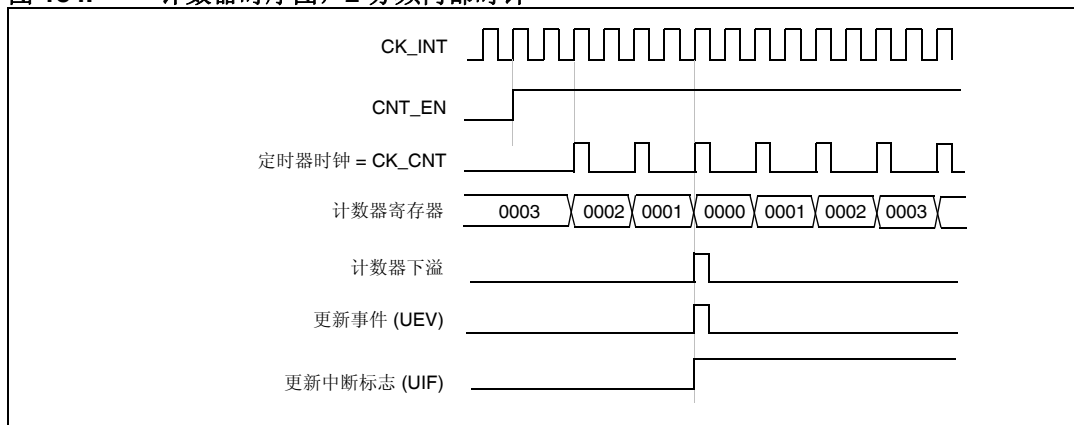 CK_INT
CNT_EN
定时器时钟 = CK_CNT
计数器寄存器 0003 0002 0001 0000 0001 0002 0003
计数器下溢
更新事件 (UEV)
更新中断标志 (UIF)